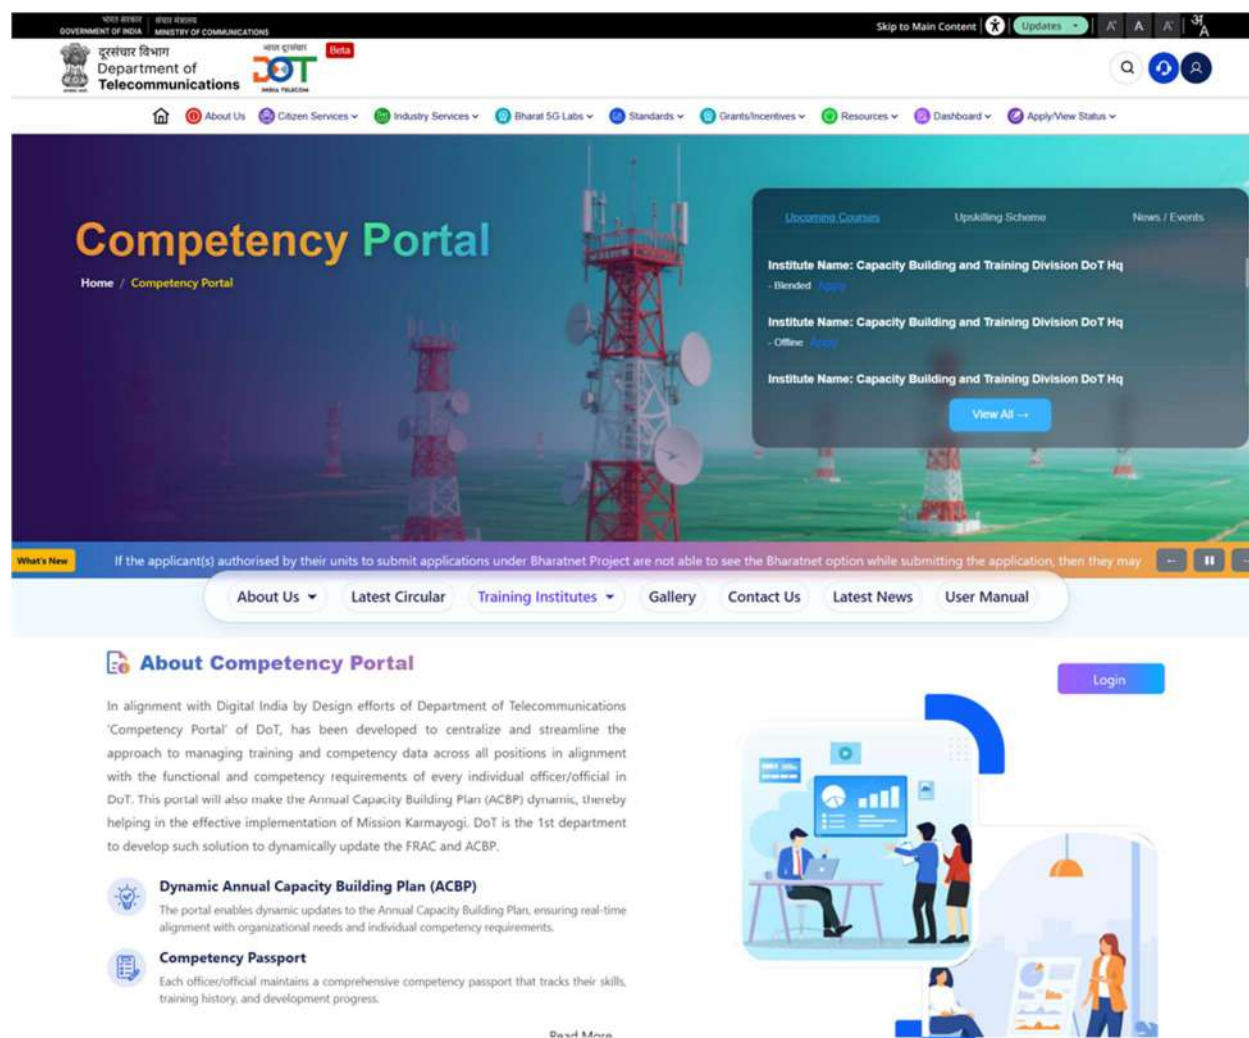 भारत सरकार
GOVERNMENT OF INDIA
संचार मंत्रालय
MINISTRY OF COMMUNICATIONS
Skip to Main Content
Updates
A
A
A
अ
A
दूरसंचार विभाग
Department of
Telecommunications
भारत दूरसंचार
DOT
INDIA TELECOM
Beta
About Us
Citizen Services
Industry Services
Bharat 5G Labs
Standards
Grants/Incentives
Resources
Dashboard
Apply/View Status
Competency Portal
Home / Competency Portal
Upcoming Courses
Upskilling Scheme
News / Events
Institute Name: Capacity Building and Training Division DoT Hq
- Blended Apply
Institute Name: Capacity Building and Training Division DoT Hq
- Offline Apply
Institute Name: Capacity Building and Training Division DoT Hq
View All →
What's New
If the applicant(s) authorised by their units to submit applications under Bharatnet Project are not able to see the Bharatnet option while submitting the application, then they may
About Us
Latest Circular
Training Institutes
Gallery
Contact Us
Latest News
User Manual
About Competency Portal
Login
In alignment with Digital India by Design efforts of Department of Telecommunications
'Competency Portal' of DoT, has been developed to centralize and streamline the
approach to managing training and competency data across all positions in alignment
with the functional and competency requirements of every individual officer/official in
DoT. This portal will also make the Annual Capacity Building Plan (ACBP) dynamic, thereby
helping in the effective implementation of Mission Karmayogi. DoT is the 1st department
to develop such solution to dynamically update the FRAC and ACBP.
Dynamic Annual Capacity Building Plan (ACBP)
The portal enables dynamic updates to the Annual Capacity Building Plan, ensuring real-time
alignment with organizational needs and individual competency requirements.
Competency Passport
Each officer/official maintains a comprehensive competency passport that tracks their skills,
training history, and development progress.
Read More